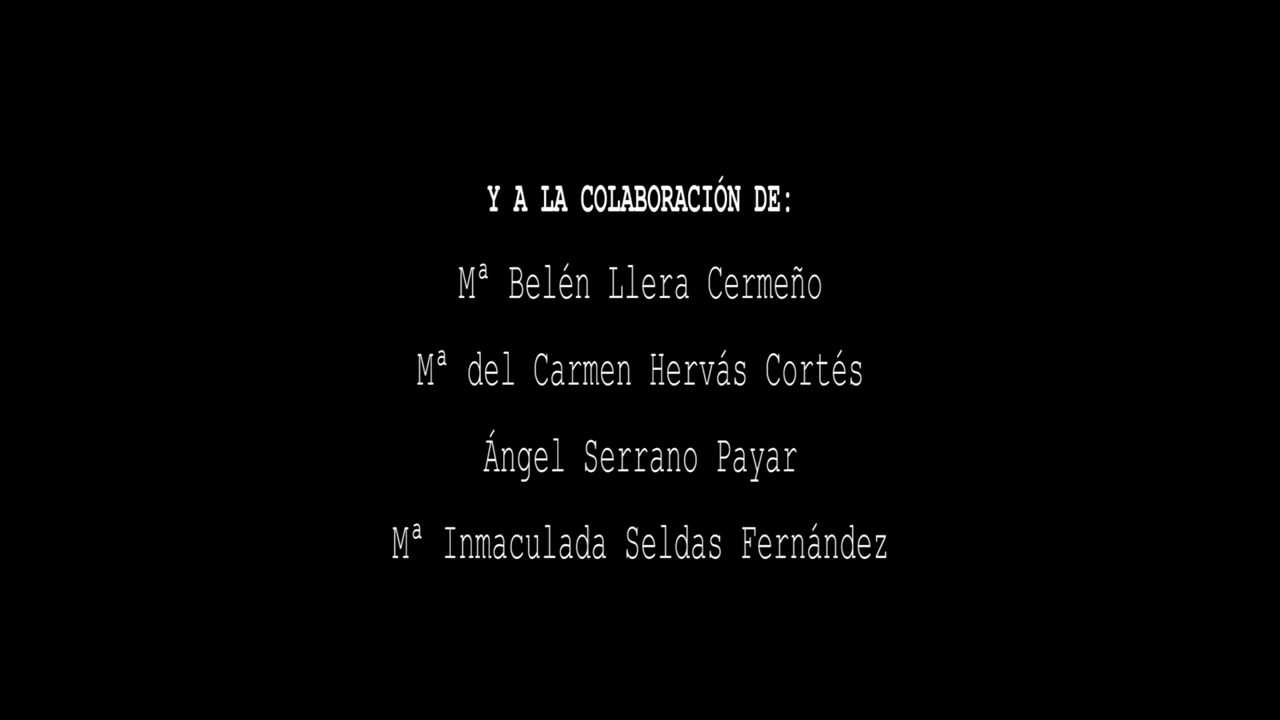 Y A LA COLABORACIÓN DE:
Mª Belén Llera Cermeño
Mª del Carmen Hervás Cortés
Ángel Serrano Payar
Mª Inmaculada Seldas Fernández